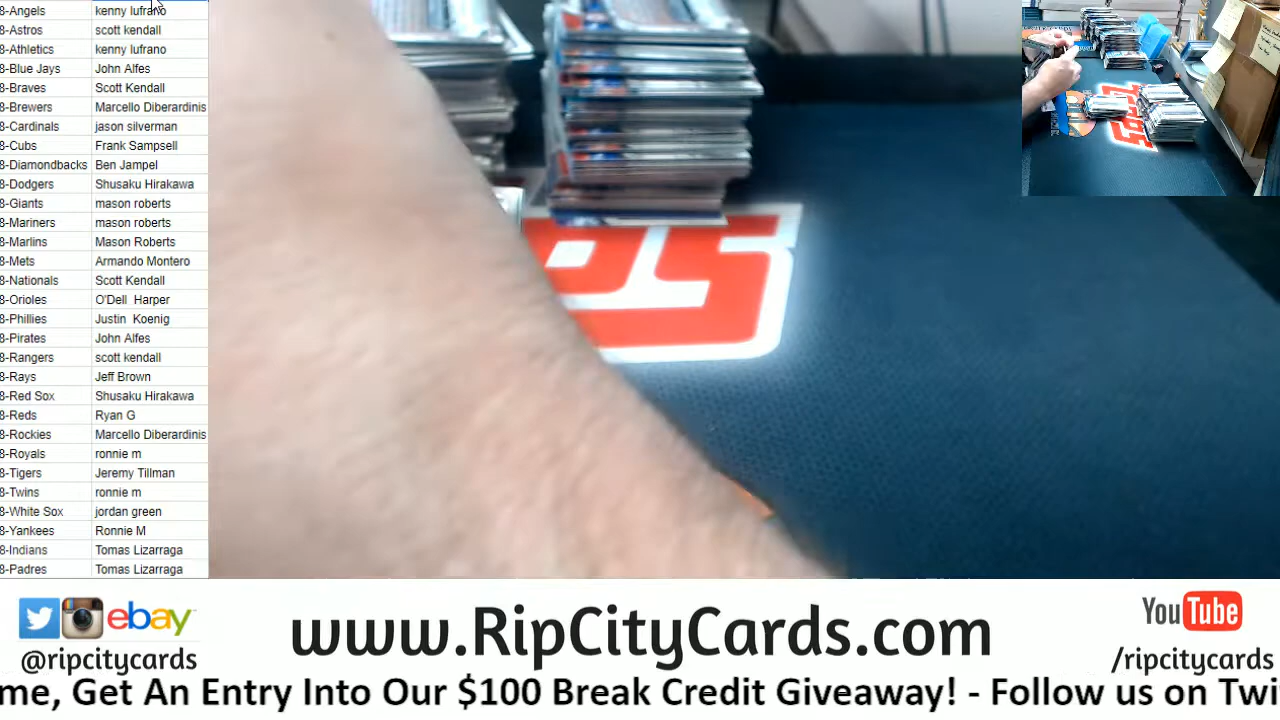 8-Angels kenny lufrano
8-Astros scott kendall
8-Athletics kenny lufrano
8-Blue Jays John Alfes
8-Braves Scott Kendall
8-Brewers Marcello Diberardinis
8-Cardinals jason silverman
8-Cubs Frank Sampsell
8-Diamondbacks Ben Jampel
8-Dodgers Shusaku Hirakawa
8-Giants mason roberts
8-Mariners mason roberts
8-Marlins Mason Roberts
8-Mets Armando Montero
8-Nationals Scott Kendall
8-Orioles O'Dell Harper
8-Phillies Justin Koenig
8-Pirates John Alfes
8-Rangers scott kendall
8-Rays Jeff Brown
8-Red Sox Shusaku Hirakawa
8-Reds Ryan G
8-Rockies Marcello Diberardinis
8-Royals ronnie m
8-Tigers Jeremy Tillman
8-Twins ronnie m
8-White Sox jordan green
8-Yankees Ronnie M
8-Indians Tomas Lizarraga
8-Padres Tomas Lizarraga
ebay
@ripcitycards
www.RipCityCards.com
YouTube
/ripcitycards
me, Get An Entry Into Our $100 Break Credit Giveaway! - Follow us on Twi